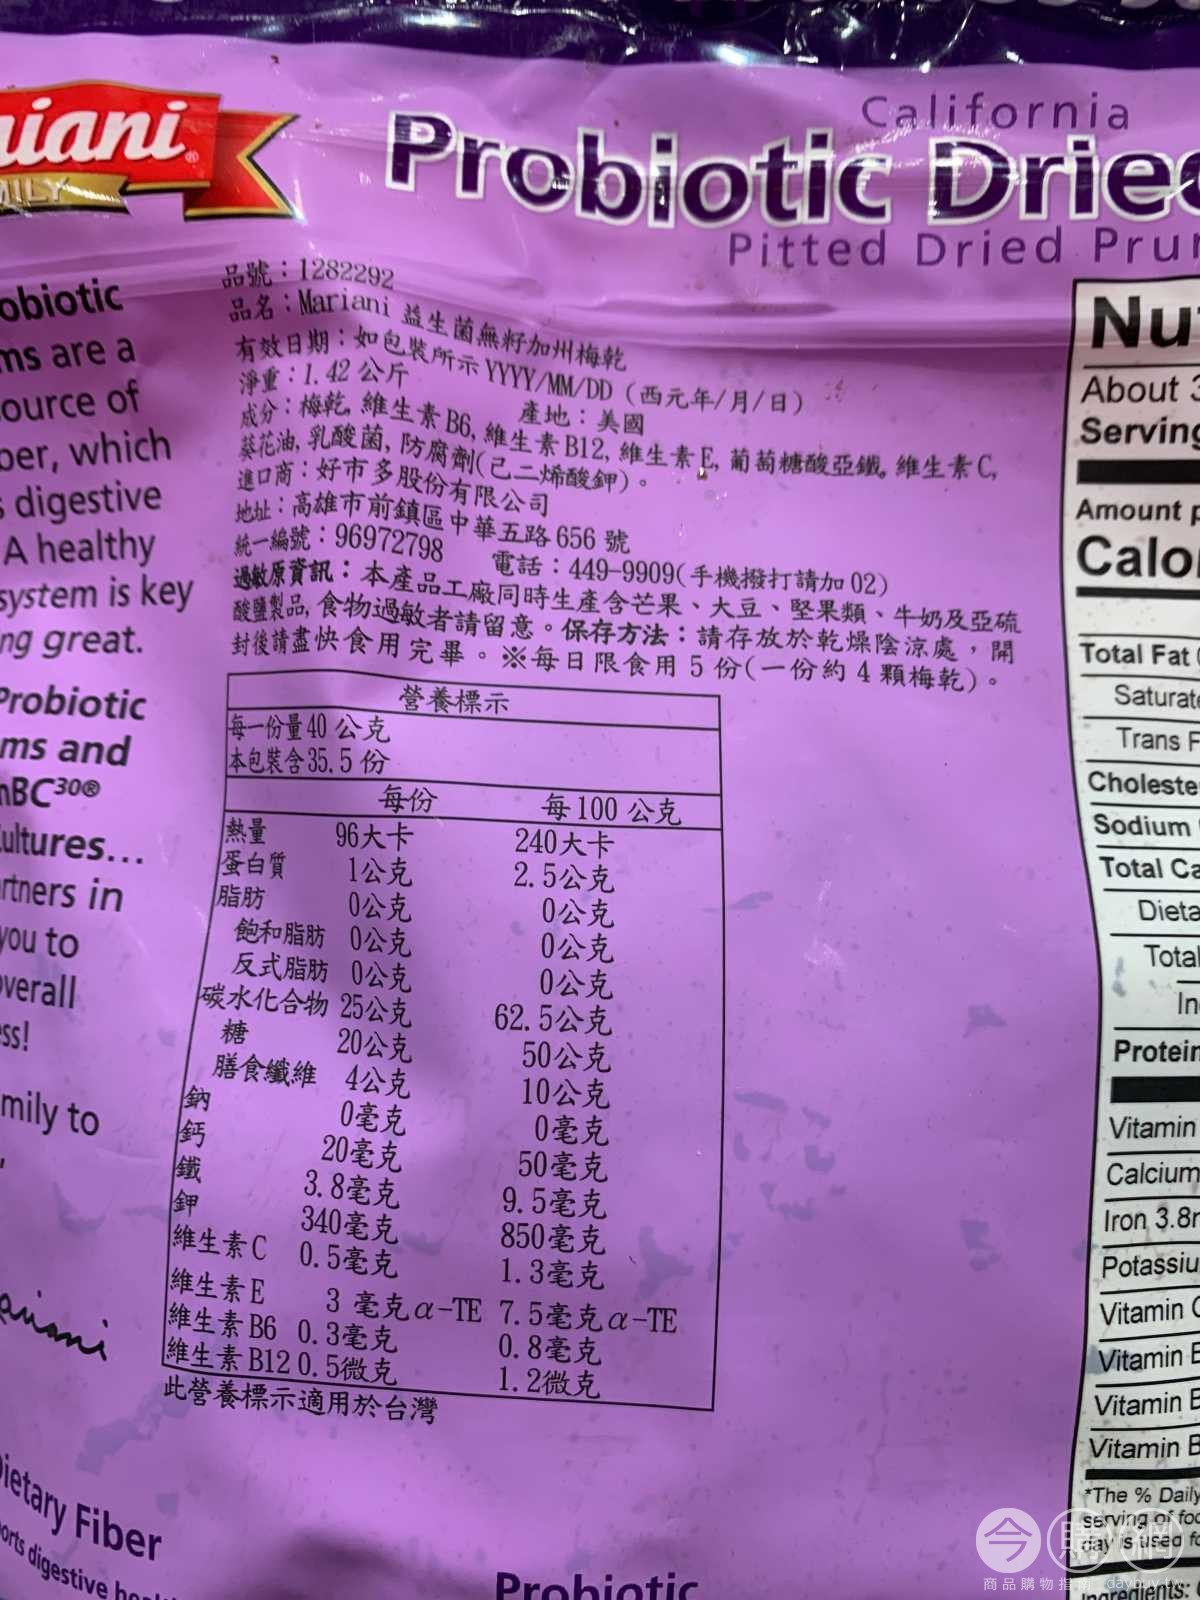 California
Probiotic
Pitted Dried
品號：1282292
品名：Mariani 益生菌無籽加州梅乾
有效日期：如包裝所示 YYYY/MM/DD（西元年/月/日）
淨重：1.42 公斤 產地：美國
成分：梅乾, 維生素 B6, 維生素 B12, 維生素 E, 葡萄糖酸亞鐵, 維生素 C,
葵花油, 乳酸菌, 防腐劑(己二烯酸鉀)。
進口商：好市多股份有限公司
地址：高雄市前鎮區中華五路 656 號
統一編號：96972798 電話：449-9909(手機撥打請加 02)
過敏原資訊：本產品工廠同時生產含芒果、大豆、堅果類、牛奶及亞硫
酸鹽製品, 食物過敏者請留意。保存方法：請存放於乾燥陰涼處，開
封後請盡快食用完畢。※每日限食用 5 份(一份約 4 顆梅乾)。
營養標示
每一份量40 公克
本包裝含35.5 份
每份 每100 公克
熱量 96大卡 240大卡
蛋白質 1公克 2.5公克
脂肪 0公克 0公克
飽和脂肪 0公克 0公克
反式脂肪 0公克 0公克
碳水化合物 25公克 62.5公克
糖 20公克 50公克
膳食纖維 4公克 10公克
鈉 0毫克 0毫克
鈣 20毫克 50毫克
鐵 3.8毫克 9.5毫克
鉀 340毫克 850毫克
維生素C 0.5毫克 1.3毫克
維生素E 3 毫克α-TE 7.5毫克α-TE
維生素B6 0.3毫克 0.8毫克
維生素B12 0.5微克 1.2微克
此營養標示適用於台灣
are a
of
which
digestive
A healthy
system is key
great.
Probiotic
and
BC30®
in
you to
to
Dietary Fiber
digestive
Probiotic
About
Amount
Total Fat
Trans
Sodium
Total
Total
Protein
Vitamin
Calcium
Iron 3.8
Vitamin
Vitamin
Vitamin
Vitamin
*The % Daily
serving of
day is used
今購網
商品購物指